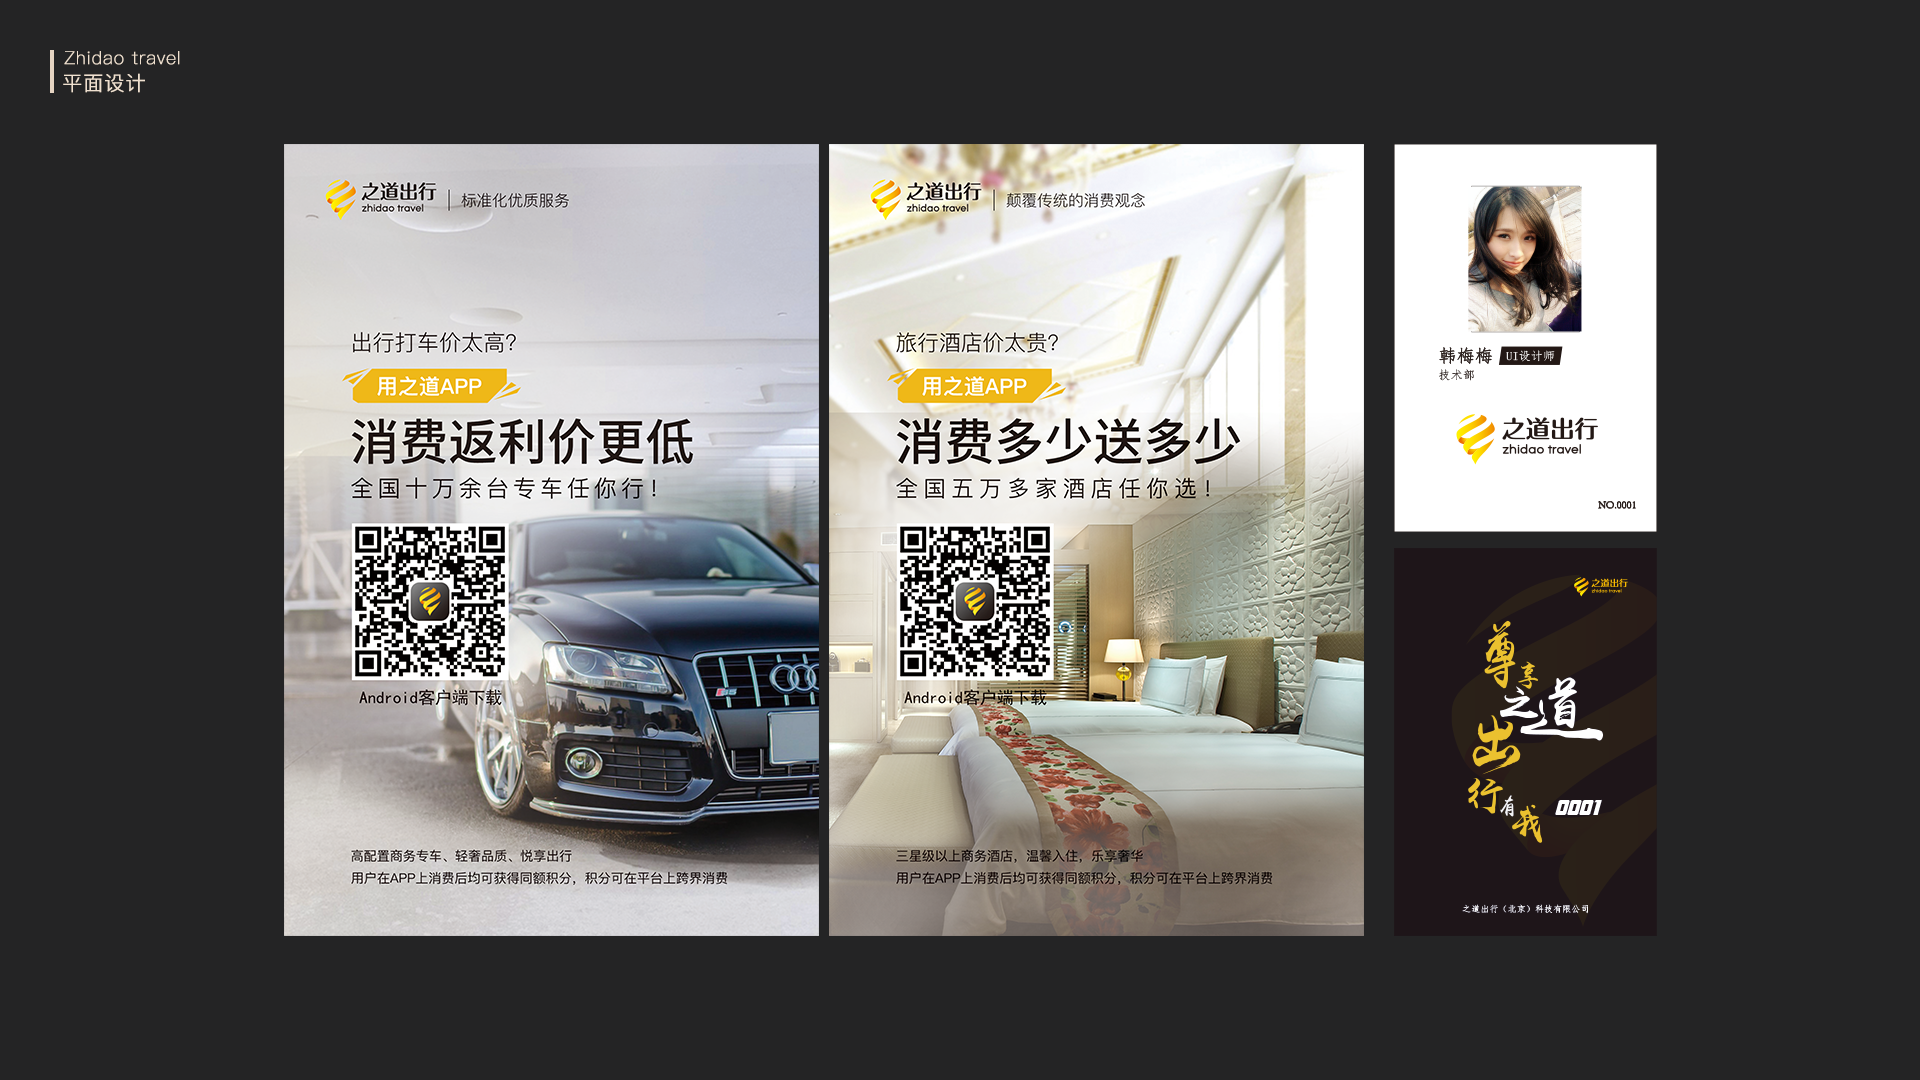 Zhidao travel
平面设计
之道出行
zhidao travel
标准化优质服务
出行打车价太高？
用之道APP
消费返利价更低
全国十万余台专车任你行！
Android客户端下载
高配置商务专车、轻奢品质、悦享出行
用户在APP上消费后均可获得同额积分，积分可在平台上跨界消费
之道出行
zhidao travel
颠覆传统的消费观念
旅行酒店价太贵？
用之道APP
消费多少送多少
全国五万多家酒店任你选！
Android客户端下载
三星级以上商务酒店，温馨入住，乐享奢华
用户在APP上消费后均可获得同额积分，积分可在平台上跨界消费
韩梅梅 UI设计师
技术部
之道出行
zhidao travel
NO.0001
之道出行
zhidao travel
尊享
之道
出
行有我
0001
之道出行（北京）科技有限公司